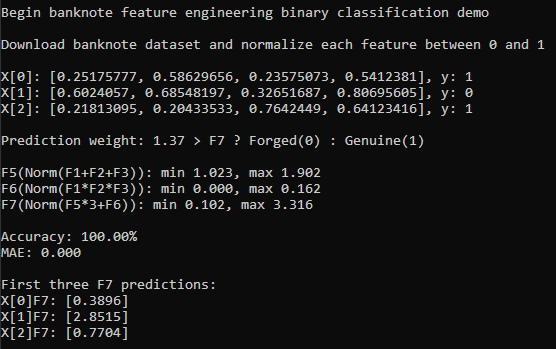 Begin banknote feature engineering binary classification demo
Download banknote dataset and normalize each feature between 0 and 1
X[0]: [0.25175777, 0.58629656, 0.23575073, 0.5412381], y: 1
X[1]: [0.6024057, 0.68548197, 0.32651687, 0.80695605], y: 0
X[2]: [0.21813095, 0.20433533, 0.7642449, 0.64123416], y: 1
Prediction weight: 1.37 > F7 ? Forged(0) : Genuine(1)
F5(Norm(F1+F2+F3)): min 1.023, max 1.902
F6(Norm(F1*F2*F3)): min 0.000, max 0.162
F7(Norm(F5*3+F6)): min 0.102, max 3.316
Accuracy: 100.00%
MAE: 0.000
First three F7 predictions:
X[0]F7: [0.3896]
X[1]F7: [2.8515]
X[2]F7: [0.7704]